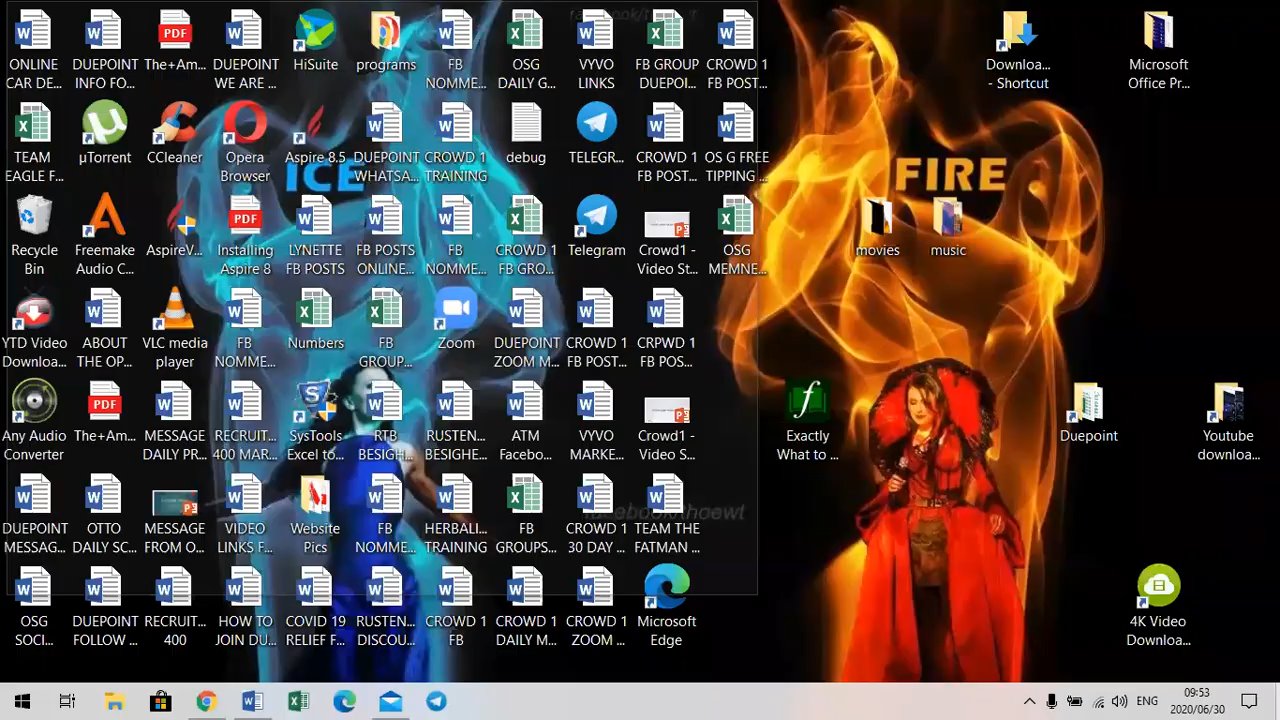 facebook/thoewt
ONLINE
CAR DE...
DUEPOINT
INFO FO...
PDF
The+Am...
DUEPOINT
WE ARE ...
HiSuite
programs
FB
NOMME...
OSG
DAILY G...
VYVO
LINKS
FB GROUP
DUEPOI...
CROWD 1
FB POST...
Downloa...
- Shortcut
Microsoft
Office Pr...
TEAM
EAGLE F...
µTorrent
CCleaner
Opera
Browser
Aspire 8.5
DUEPOINT
WHATSA...
CROWD 1
TRAINING
debug
TELEGR...
CROWD 1
FB POST...
OS G FREE
TIPPING ...
ICE
FIRE
Recycle
Bin
Freemake
Audio C...
AspireV...
PDF
Installing
Aspire 8
LYNETTE
FB POSTS
FB POSTS
ONLINE...
FB
NOMME...
CROWD 1
FB GRO...
Telegram
Crowd1 -
Video St...
OSG
MEMNE...
movies
music
YTD Video
Downloa...
ABOUT
THE OP...
VLC media
player
FB
NOMME...
Numbers
FB
GROUP...
Zoom
DUEPOINT
ZOOM M...
CROWD 1
FB POST...
CRPWD 1
FB POS...
Any Audio
Converter
PDF
The+Am...
MESSAGE
DAILY PR...
RECRUIT...
400 MAR...
SysTools
Excel to...
RTB
BESIGH...
RUSTEN...
BESIGHE...
ATM
Facebo...
VYVO
MARKE...
Crowd1 -
Video S...
Exactly
What to ...
Duepoint
Youtube
downloa...
facebook/thoewt
DUEPOINT
MESSAG...
OTTO
DAILY SC...
MESSAGE
FROM O...
VIDEO
LINKS F...
Website
Pics
FB
NOMME...
HERBALI...
TRAINING
FB
GROUPS...
CROWD 1
30 DAY ...
TEAM THE
FATMAN ...
OSG
SOCI...
DUEPOINT
FOLLOW ...
RECRUIT...
400
HOW TO
JOIN DU...
COVID 19
RELIEF F...
RUSTEN...
DISCOU...
CROWD 1
FB
CROWD 1
DAILY M...
CROWD 1
ZOOM ...
Microsoft
Edge
4K Video
Downloa...
ENG
09:53
2020/06/30